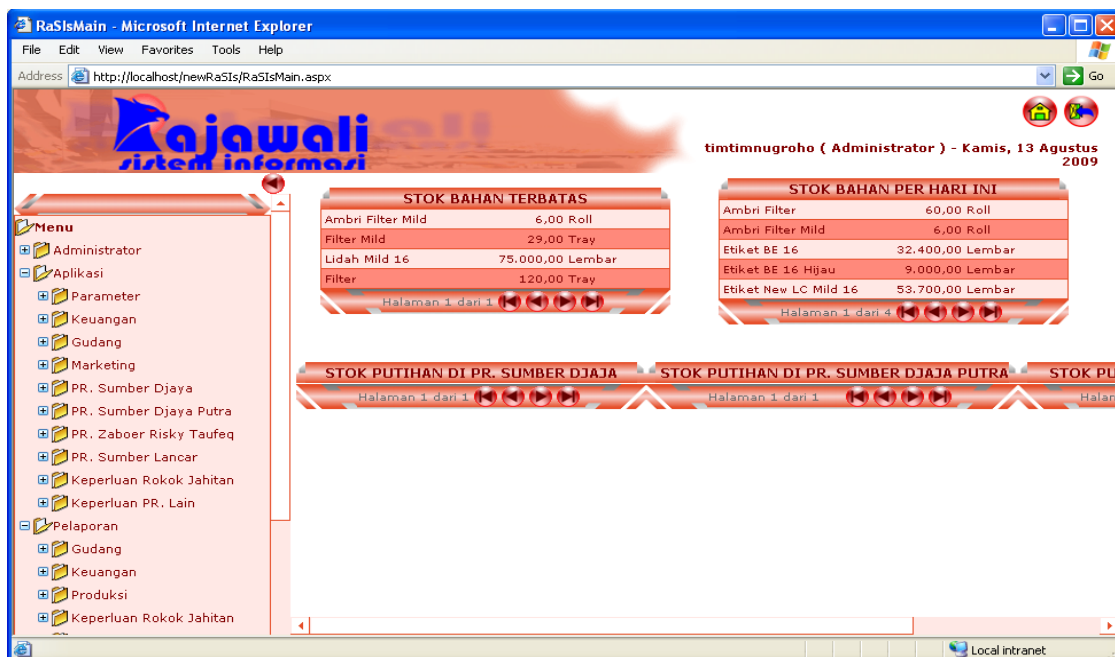 RaSIsMain - Microsoft Internet Explorer
File Edit View Favorites Tools Help
Address http://localhost/newRaSIs/RaSIsMain.aspx Go
Rajawali
sistem informasi
timtimnugroho ( Administrator ) - Kamis, 13 Agustus
2009
Menu
Administrator
Aplikasi
Parameter
Keuangan
Gudang
Marketing
PR. Sumber Djaya
PR. Sumber Djaya Putra
PR. Zaboer Risky Taufeq
PR. Sumber Lancar
Keperluan Rokok Jahitan
Keperluan PR. Lain
Pelaporan
Gudang
Keuangan
Produksi
Keperluan Rokok Jahitan
STOK BAHAN TERBATAS
Ambri Filter Mild 6,00 Roll
Filter Mild 29,00 Tray
Lidah Mild 16 75.000,00 Lembar
Filter 120,00 Tray
Halaman 1 dari 1
STOK BAHAN PER HARI INI
Ambri Filter 60,00 Roll
Ambri Filter Mild 6,00 Roll
Etiket BE 16 32.400,00 Lembar
Etiket BE 16 Hijau 9.000,00 Lembar
Etiket New LC Mild 16 53.700,00 Lembar
Halaman 1 dari 4
STOK PUTIHAN DI PR. SUMBER DJAJA
Halaman 1 dari 1
STOK PUTIHAN DI PR. SUMBER DJAJA PUTRA
Halaman 1 dari 1
STOK PU
Halan
Local intranet